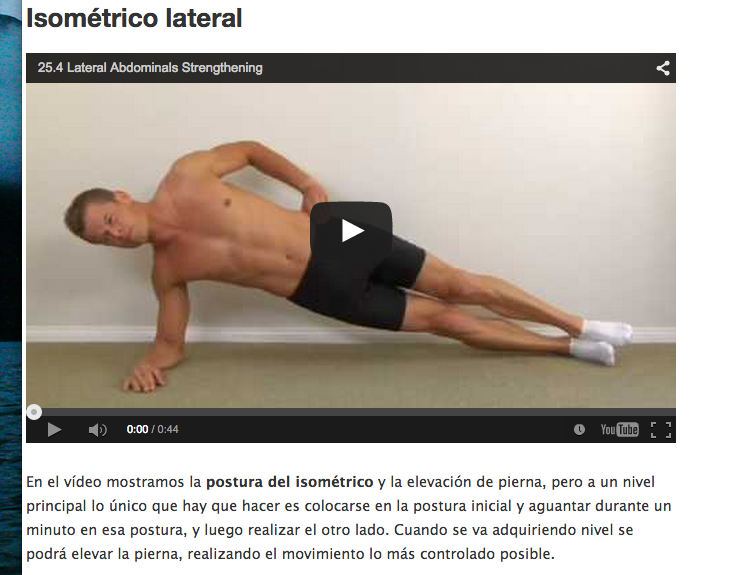 Isométrico lateral
25.4 Lateral Abdominals Strengthening
0:00 / 0:44
YouTube
En el vídeo mostramos la postura del isométrico y la elevación de pierna, pero a un nivel
principal lo único que hay que hacer es colocarse en la postura inicial y aguantar durante un
minuto en esa postura, y luego realizar el otro lado. Cuando se va adquiriendo nivel se
podrá elevar la pierna, realizando el movimiento lo más controlado posible.